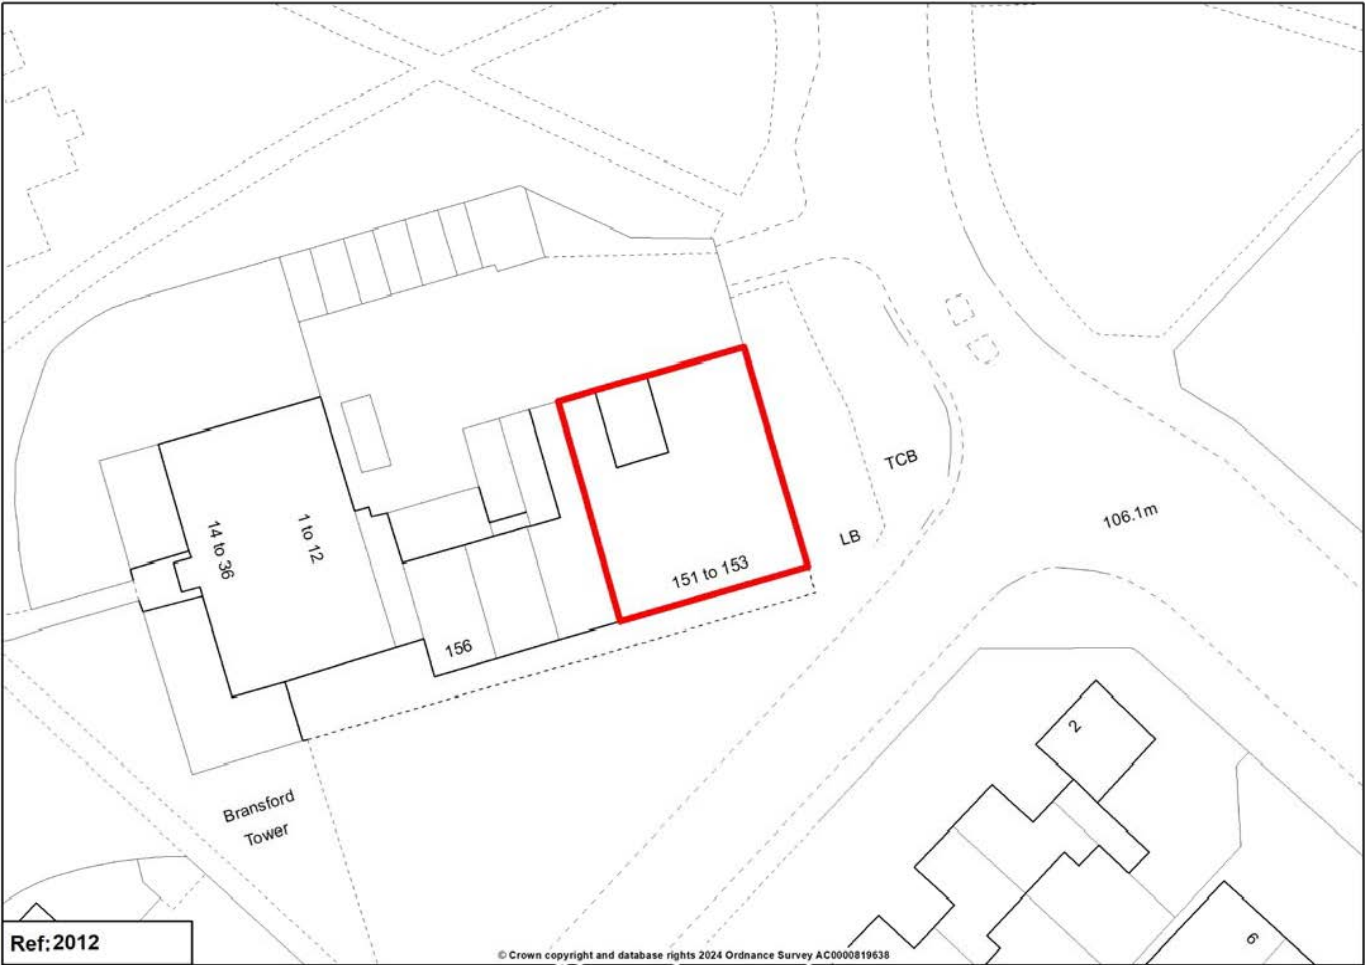 TCB
106.1m
LB
14 to 36
1 to 12
151 to 153
156
2
Bransford
Tower
6
Ref:2012
© Crown copyright and database rights 2024 Ordnance Survey AC0000819638